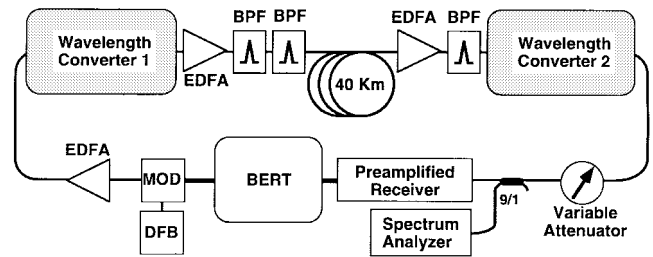 BPF BPF
EDFA BPF
Wavelength
Converter 1
EDFA
40 Km
Wavelength
Converter 2
EDFA
MOD
DFB
BERT
Preamplified
Receiver
Spectrum
Analyzer
9/1
Variable
Attenuator